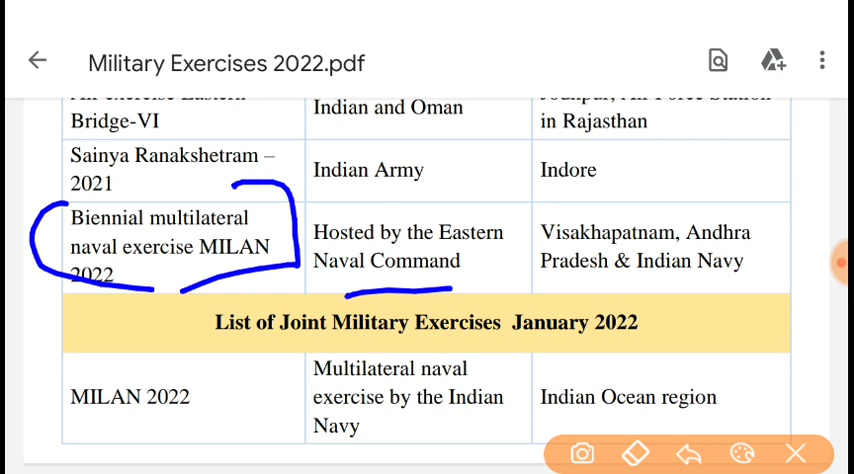 Military Exercises 2022.pdf
Bridge-VI
Indian and Oman
in Rajasthan
Sainya Ranakshetram –
2021
Indian Army
Indore
Biennial multilateral
naval exercise MILAN
2022
Hosted by the Eastern
Naval Command
Visakhapatnam, Andhra
Pradesh & Indian Navy
List of Joint Military Exercises January 2022
MILAN 2022
Multilateral naval
exercise by the Indian
Navy
Indian Ocean region